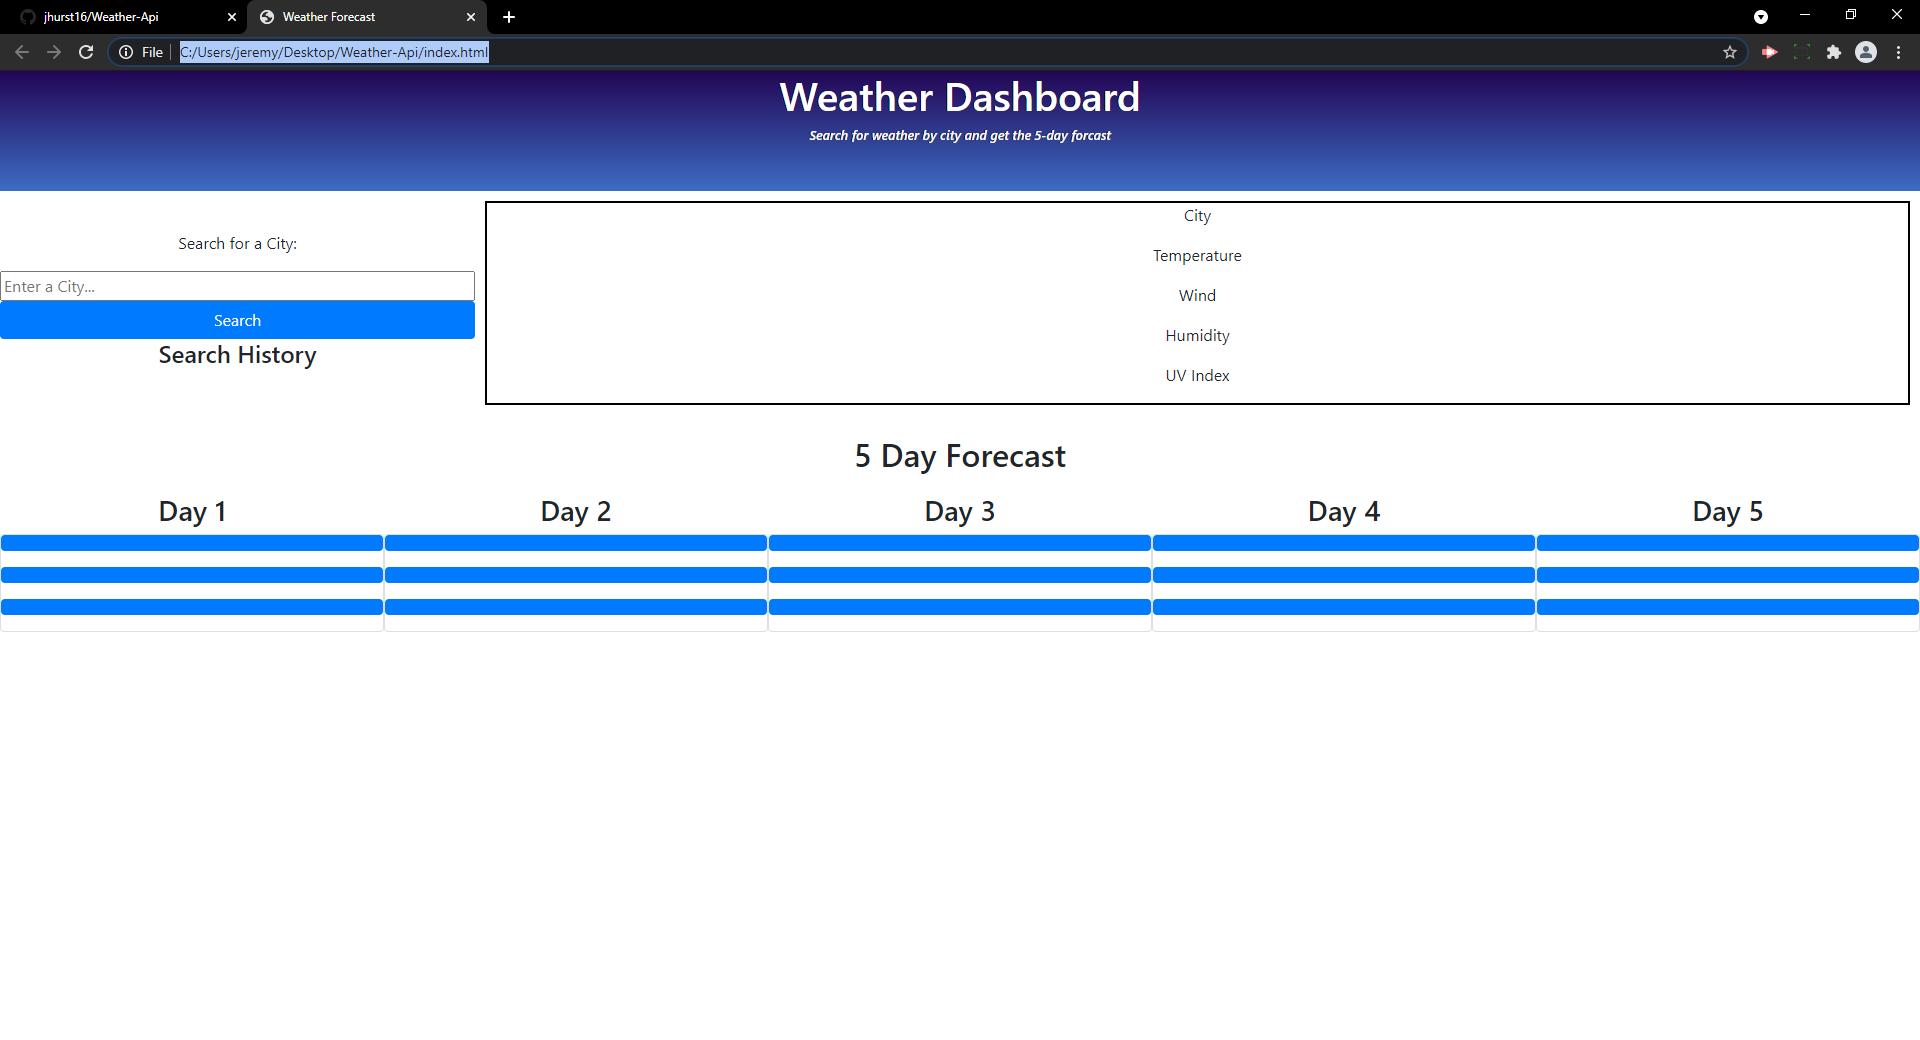 jhurst16/Weather-Api
Weather Forecast
File
C:/Users/jeremy/Desktop/Weather-Api/index.html
Weather Dashboard
Search for weather by city and get the 5-day forcast
Search for a City:
Enter a City...
Search
Search History
City
Temperature
Wind
Humidity
UV Index
5 Day Forecast
Day 1
Day 2
Day 3
Day 4
Day 5